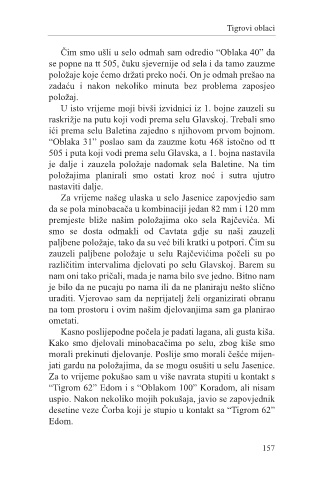 Tigrovi oblaci
Čim smo ušli u selo odmah sam odredio “Oblaka 40” da
se popne na tt 505, čuku sjevernije od sela i da tamo zauzme
položaje koje ćemo držati preko noći. On je odmah prešao na
zadaću i nakon nekoliko minuta bez problema zaposjeo
položaj.
U isto vrijeme moji bivši izvidnici iz 1. bojne zauzeli su
raskrižje na putu koji vodi prema selu Glavskoj. Trebali smo
ići prema selu Baletina zajedno s njihovom prvom bojnom.
“Oblaka 31” poslao sam da zauzme kotu 468 istočno od tt
505 i puta koji vodi prema selu Glavska, a 1. bojna nastavila
je dalje i zauzela položaje nadomak sela Baletine. Na tim
položajima planirali smo ostati kroz noć i sutra ujutro
nastaviti dalje.
Za vrijeme našeg ulaska u selo Jasenice zapovjedio sam
da se pola minobacača u kombinaciji jedan 82 mm i 120 mm
premjeste bliže našim položajima oko sela Rajčevića. Mi
smo se dosta odmakli od Cavtata gdje su naši zauzeli
paljbene položaje, tako da su već bili kratki u potpori. Čim su
zauzeli paljbene položaje u selu Rajčevićima počeli su po
različitim intervalima djelovati po selu Glavskoj. Barem su
nam oni tako pričali, mada je nama bilo sve jedno. Bitno nam
je bilo da ne pucaju po nama ili da ne planiraju nešto slično
uraditi. Vjerovao sam da neprijatelj želi organizirati obranu
na tom prostoru i ovim našim djelovanjima sam ga planirao
ometati.
Kasno poslijepodne počela je padati lagana, ali gusta kiša.
Kako smo djelovali minobacačima po selu, zbog kiše smo
morali prekinuti djelovanje. Poslije smo morali češće mijen-
jati gardu na položajima, da se mogu osušiti u selu Jasenice.
Za to vrijeme pokušao sam u više navrata stupiti u kontakt s
“Tigrom 62” Edom i s “Oblakom 100” Koradom, ali nisam
uspio. Nakon nekoliko mojih pokušaja, javio se zapovjednik
desetine veze Čorba koji je stupio u kontakt sa “Tigrom 62”
Edom.
157